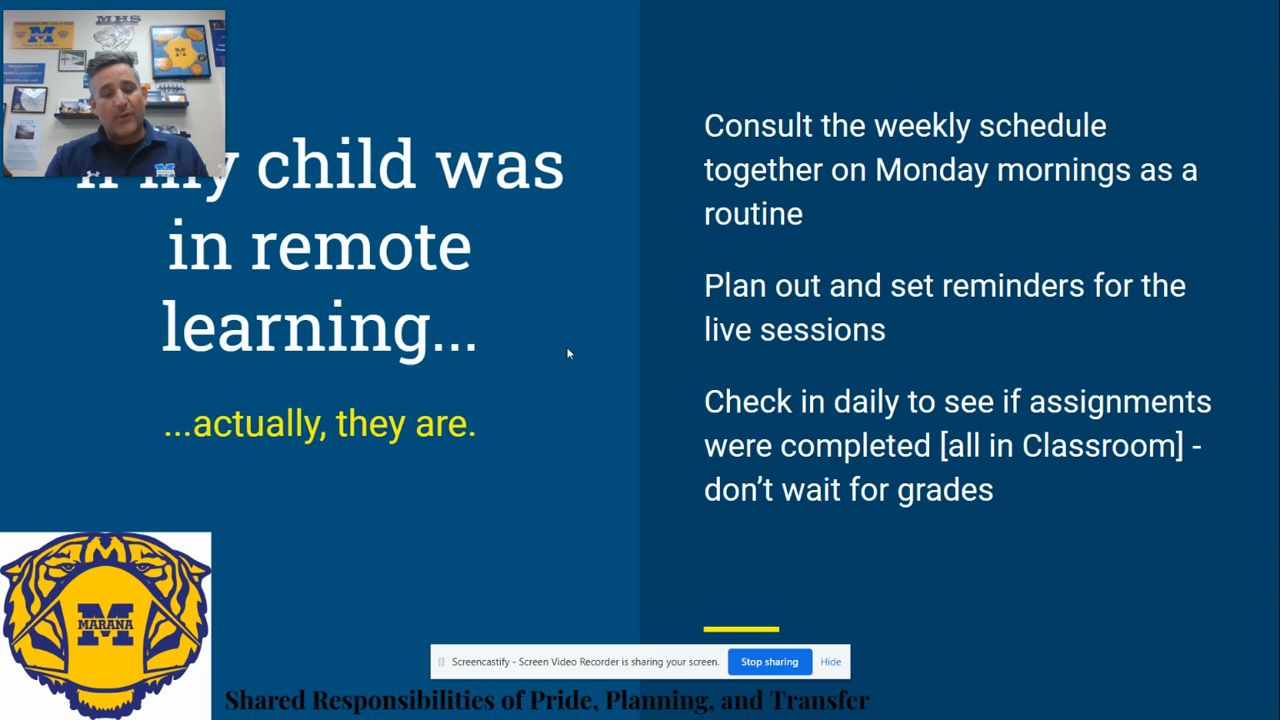 MHS
M
M
M
child was
in remote
learning...
...actually, they are.
Consult the weekly schedule
together on Monday mornings as a
routine
Plan out and set reminders for the
live sessions
Check in daily to see if assignments
were completed [all in Classroom] -
don't wait for grades
M
MARANA
Screencastify - Screen Video Recorder is sharing your screen.
Stop sharing
Hide
Shared Responsibilities of Pride, Planning, and Transfer